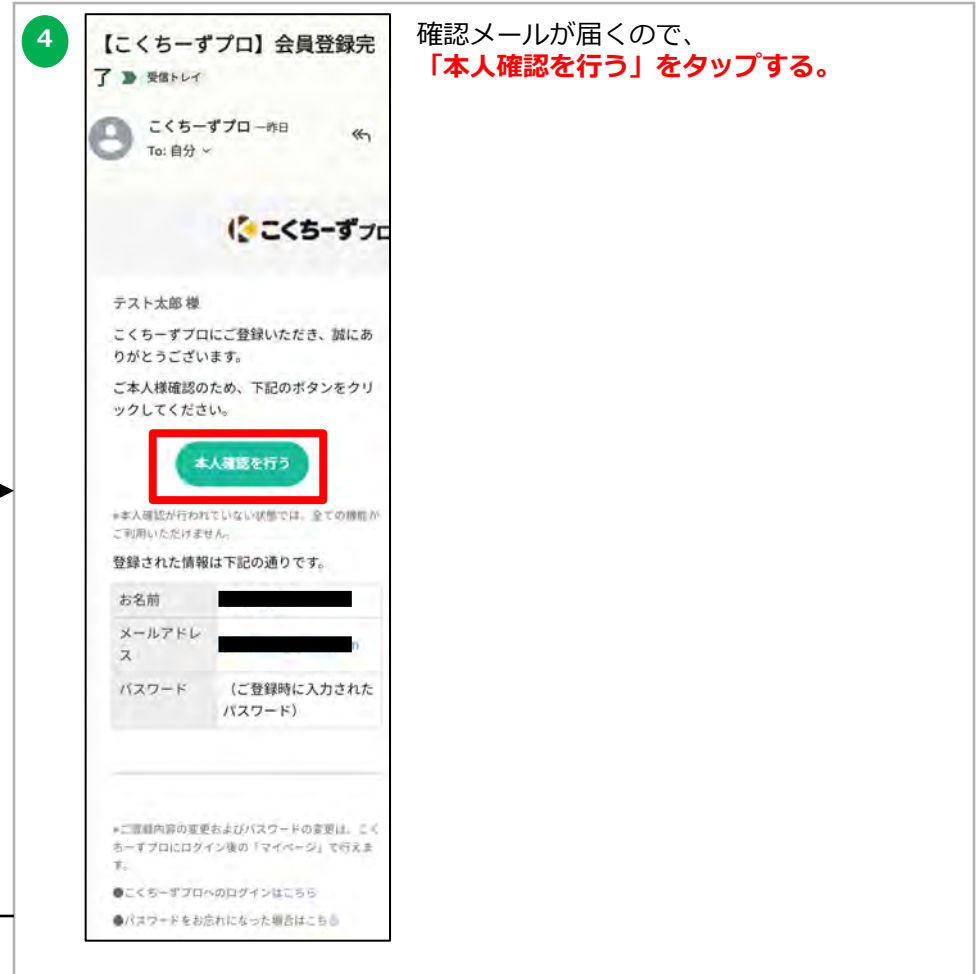 4
確認メールが届くので、
「本人確認を行う」をタップする。
【こくちーずプロ】会員登録完
了 受信トレイ
こくちーずプロ 一昨日
To: 自分
こくちーずプロ
テスト太郎 様
こくちーずプロにご登録いただき、誠にあ
りがとうございます。
ご本人様確認のため、下記のボタンをクリ
ックしてください。
本人確認を行う
*本人確認が行われていない状態では、全ての機能が
ご利用いただけません。
登録された情報は下記の通りです。
お名前
メールアドレ
ス
n
パスワード (ご登録時に入力された
パスワード)
*ご登録内容の変更およびパスワードの変更は、こく
ちーずプロにログイン後の「マイページ」で行えま
す。
●こくちーずプロへのログインはこちら
●パスワードをお忘れになった場合はこちら